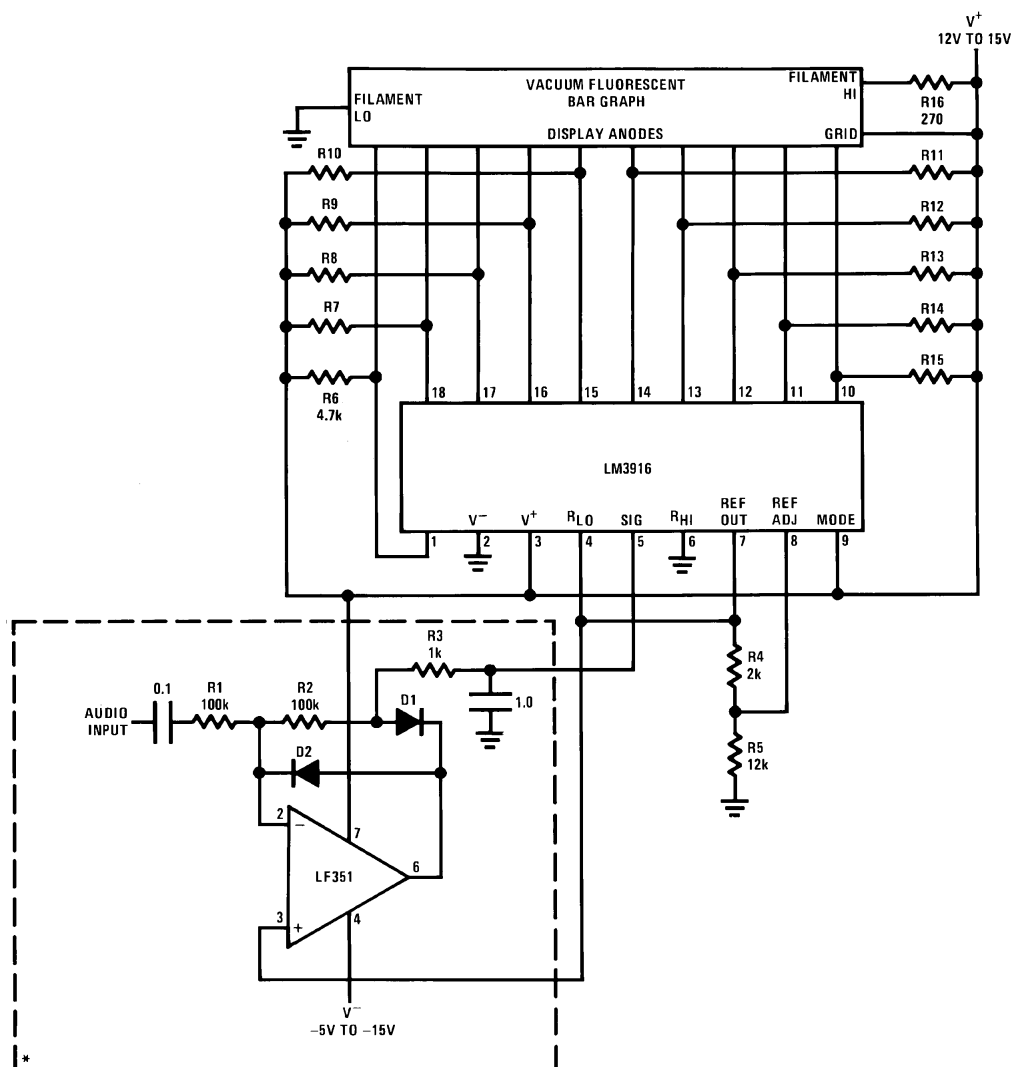 V+
12V TO 15V
FILAMENT
LO
VACUUM FLUORESCENT
BAR GRAPH
DISPLAY ANODES
FILAMENT
HI
GRID
R16
270
R10
R11
R9
R12
R8
R13
R7
R14
R6
4.7k
R15
18
17
16
15
14
13
12
11
10
LM3916
V−
V+
RLO
SIG
RHI
REF
OUT
REF
ADJ
MODE
1
2
3
4
5
6
7
8
9
R3
1k
R4
2k
1.0
R5
12k
AUDIO
INPUT
0.1
R1
100k
R2
100k
D1
D2
2
−
7
LF351
6
3
+
4
V−
−5V TO −15V
*